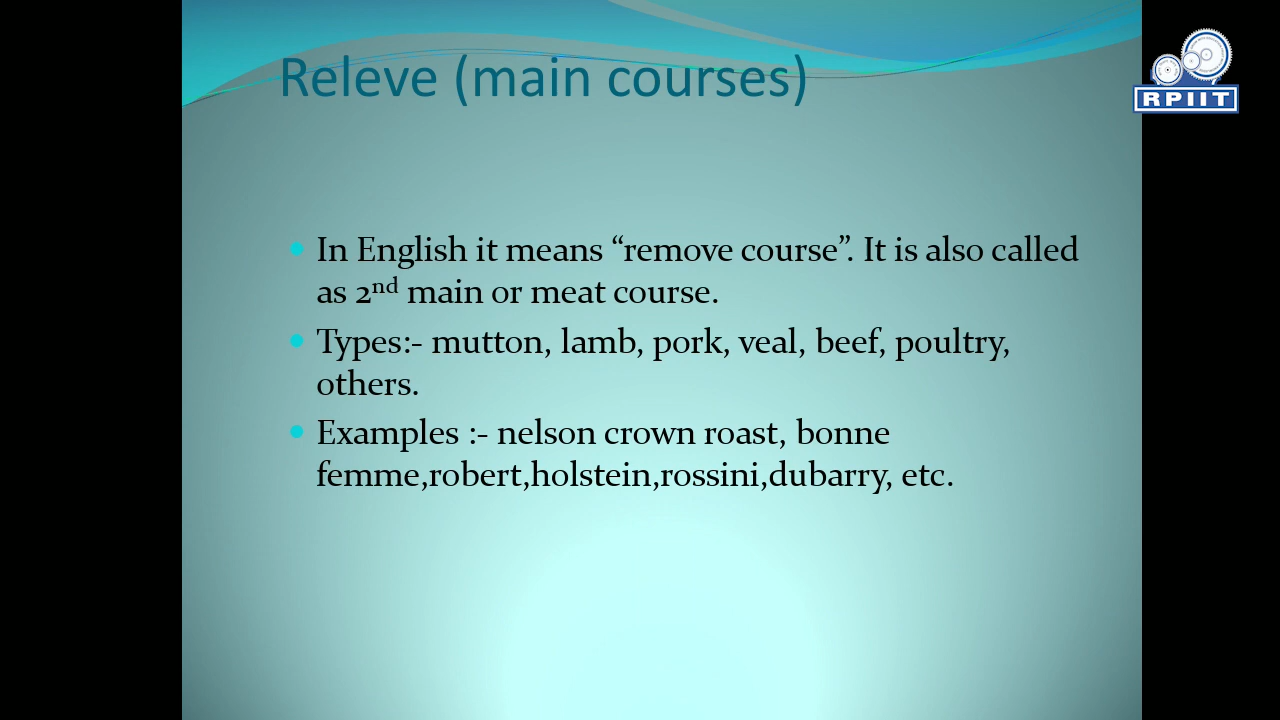 Releve (main courses)
RPIIT
• In English it means “remove course”. It is also called
as 2nd main or meat course.
• Types:- mutton, lamb, pork, veal, beef, poultry,
others.
• Examples :- nelson crown roast, bonne
femme,robert,holstein,rossini,dubarry, etc.